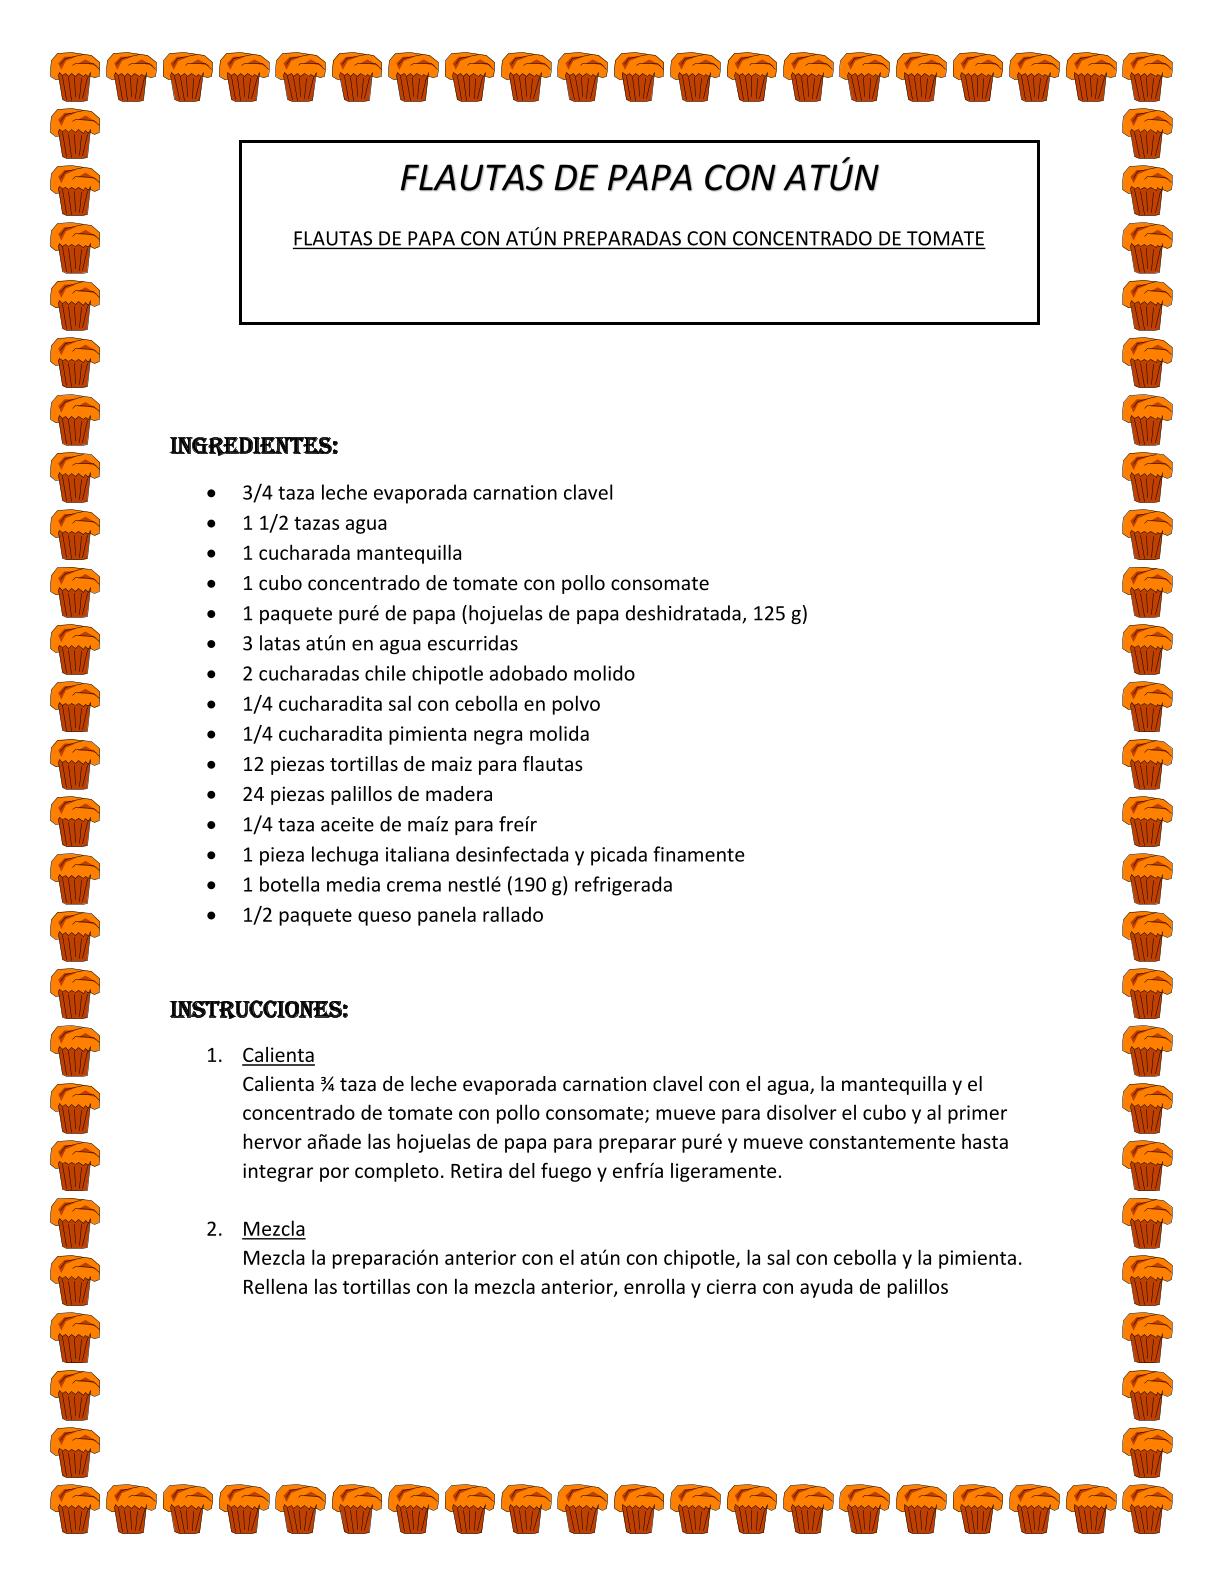 FLAUTAS DE PAPA CON ATÚN
FLAUTAS DE PAPA CON ATÚN PREPARADAS CON CONCENTRADO DE TOMATE
INGREDIENTES:
• 3/4 taza leche evaporada carnation clavel
• 1 1/2 tazas agua
• 1 cucharada mantequilla
• 1 cubo concentrado de tomate con pollo consomate
• 1 paquete puré de papa (hojuelas de papa deshidratada, 125 g)
• 3 latas atún en agua escurridas
• 2 cucharadas chile chipotle adobado molido
• 1/4 cucharadita sal con cebolla en polvo
• 1/4 cucharadita pimienta negra molida
• 12 piezas tortillas de maiz para flautas
• 24 piezas palillos de madera
• 1/4 taza aceite de maíz para freír
• 1 pieza lechuga italiana desinfectada y picada finamente
• 1 botella media crema nestlé (190 g) refrigerada
• 1/2 paquete queso panela rallado
INSTRUCCIONES:
1. Calienta
Calienta ¾ taza de leche evaporada carnation clavel con el agua, la mantequilla y el
concentrado de tomate con pollo consomate; mueve para disolver el cubo y al primer
hervor añade las hojuelas de papa para preparar puré y mueve constantemente hasta
integrar por completo. Retira del fuego y enfría ligeramente.
2. Mezcla
Mezcla la preparación anterior con el atún con chipotle, la sal con cebolla y la pimienta.
Rellena las tortillas con la mezcla anterior, enrolla y cierra con ayuda de palillos